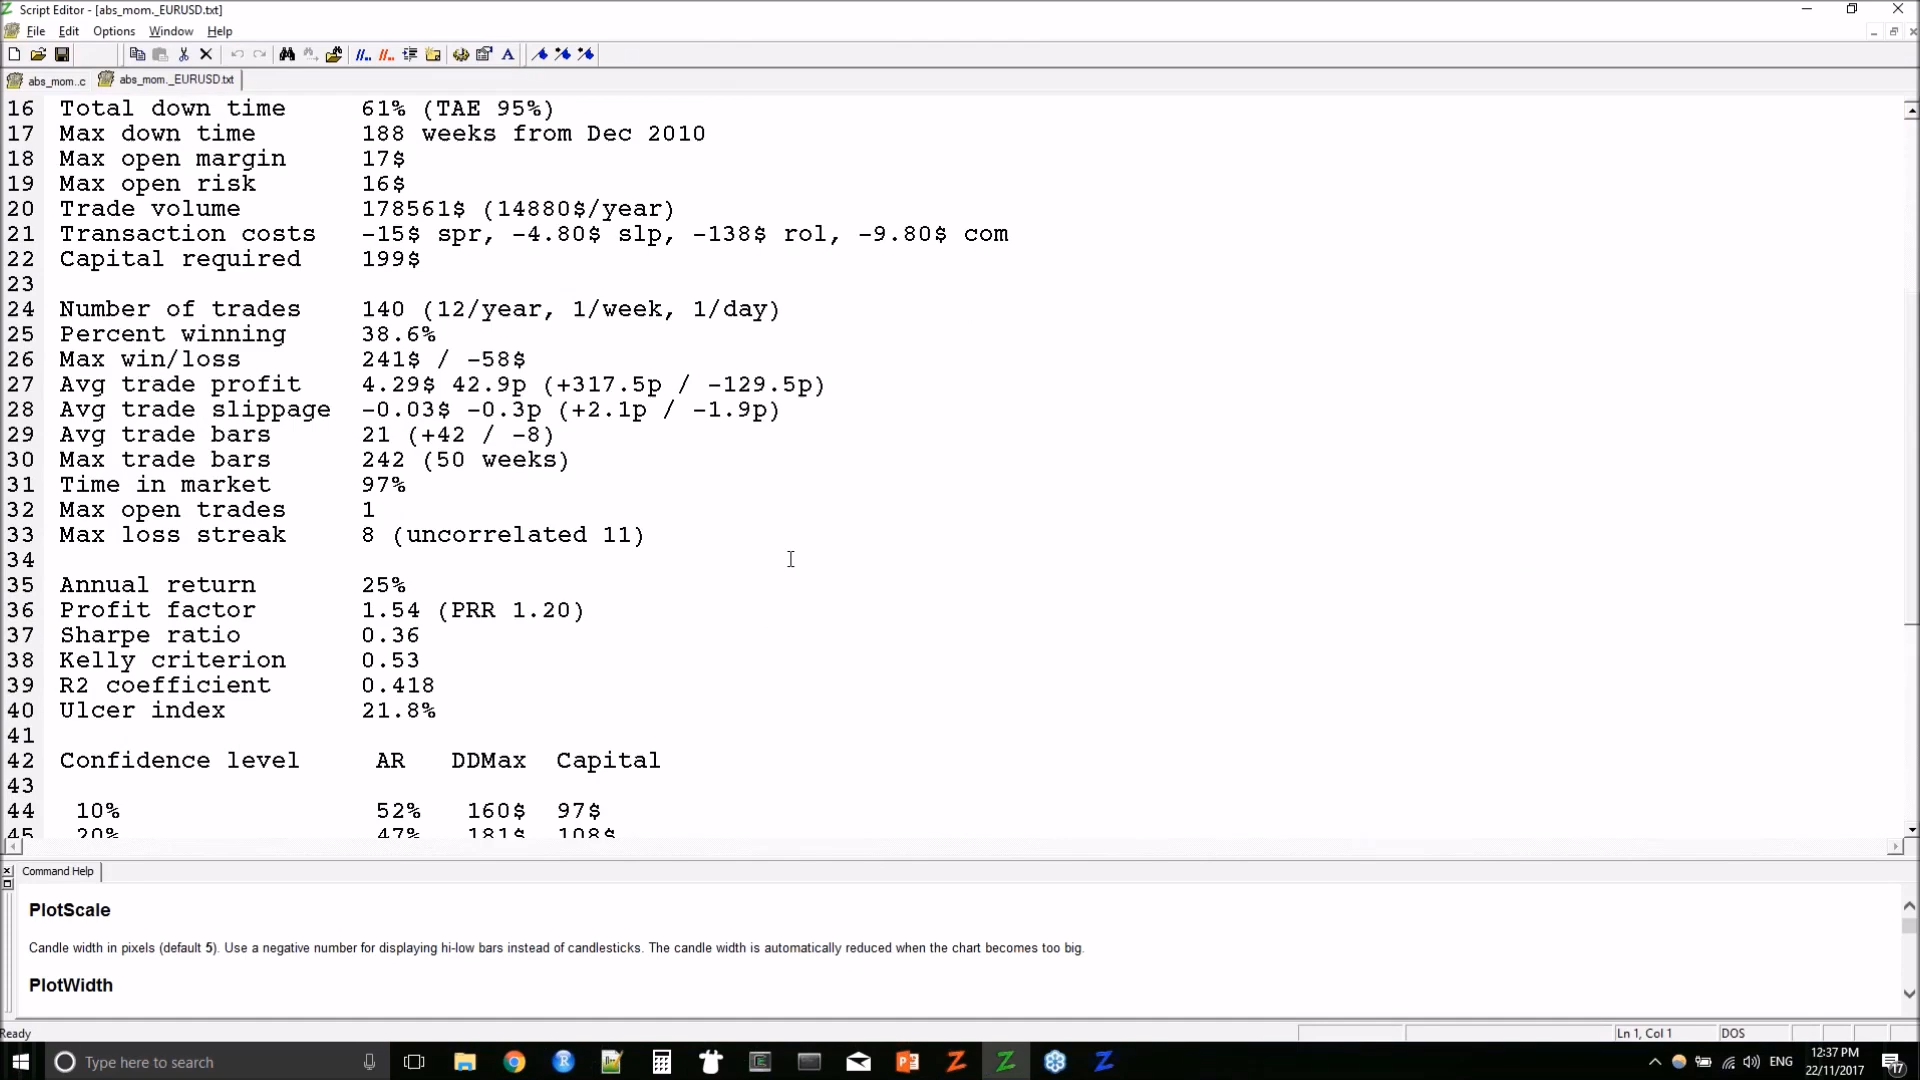 Script Editor - [abs_mom._EURUSD.txt]
File Edit Options Window Help
abs_mom..c abs_mom._EURUSD.txt
16 Total down time 61% (TAE 95%)
17 Max down time 188 weeks from Dec 2010
18 Max open margin 17$
19 Max open risk 16$
20 Trade volume 178561$ (14880$/year)
21 Transaction costs -15$ spr, -4.80$ slp, -138$ rol, -9.80$ com
22 Capital required 199$
23
24 Number of trades 140 (12/year, 1/week, 1/day)
25 Percent winning 38.6%
26 Max win/loss 241$ / -58$
27 Avg trade profit 4.29$ 42.9p (+317.5p / -129.5p)
28 Avg trade slippage -0.03$ -0.3p (+2.1p / -1.9p)
29 Avg trade bars 21 (+42 / -8)
30 Max trade bars 242 (50 weeks)
31 Time in market 97%
32 Max open trades 1
33 Max loss streak 8 (uncorrelated 11)
34
35 Annual return 25%
36 Profit factor 1.54 (PRR 1.20)
37 Sharpe ratio 0.36
38 Kelly criterion 0.53
39 R2 coefficient 0.418
40 Ulcer index 21.8%
41
42 Confidence level AR DDMax Capital
43
44 10% 52% 160$ 97$
45 20% 47% 181$ 108$
Command Help
PlotScale
Candle width in pixels (default 5). Use a negative number for displaying hi-low bars instead of candlesticks. The candle width is automatically reduced when the chart becomes too big.
PlotWidth
Ready Ln 1, Col 1 DOS
Type here to search ENG 12:37 PM
22/11/2017 17